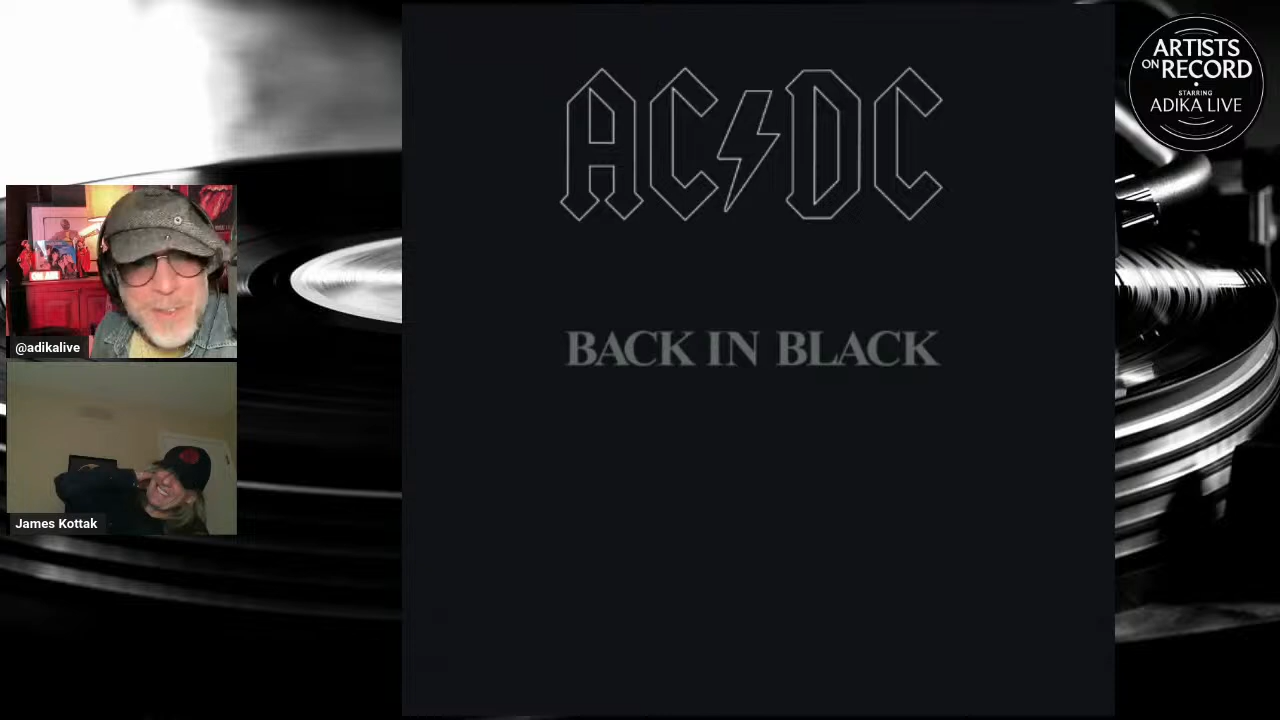 AC⚡DC
BACK IN BLACK
ARTISTS
ON RECORD
STARRING
ADIKA LIVE
@adikalive
James Kottak